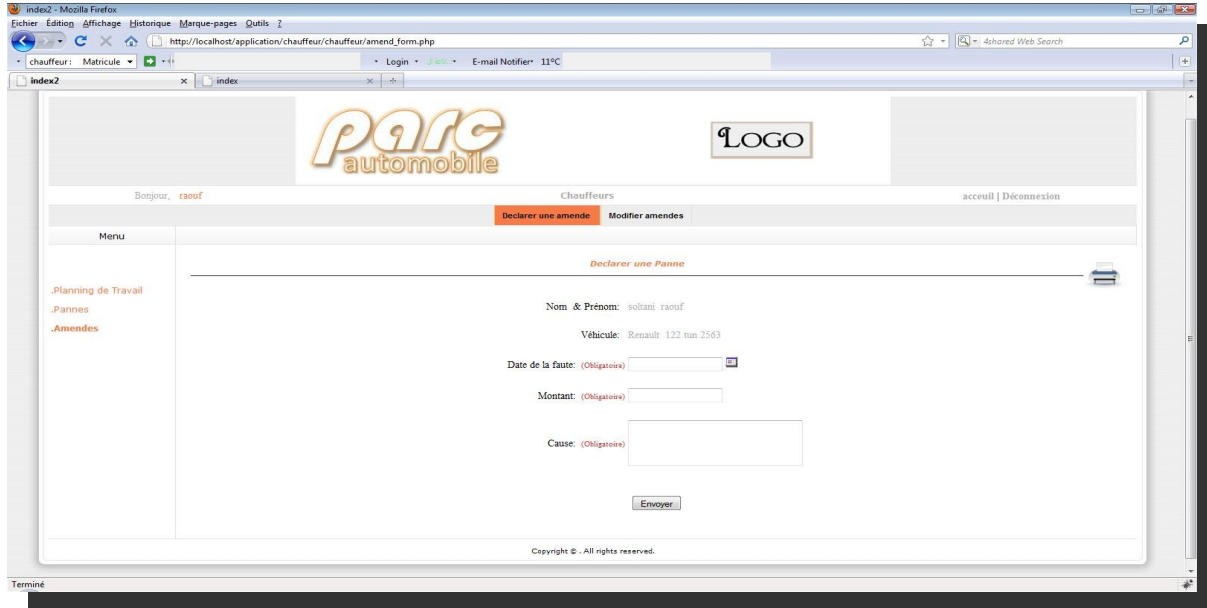 index2 - Mozilla Firefox
Fichier Édition Affichage Historique Marque-pages Outils ?
http://localhost/application/chauffeur/chauffeur/amend_form.php
4shared Web Search
chauffeur: Matricule
Login
E-mail Notifier
11°C
index2
index
parc automobile
LOGO
Bonjour, raouf
Chauffeurs
acceuil | Déconnexion
Declarer une amende
Modifier amendes
Menu
Declarer une Panne
.Planning de Travail
.Pannes
.Amendes
Nom & Prénom: soltani raouf
Véhicule: Renault 122 tun 2563
Date de la faute: (Obligatoire)
Montant: (Obligatoire)
Cause: (Obligatoire)
Envoyer
Copyright © . All rights reserved.
Terminé